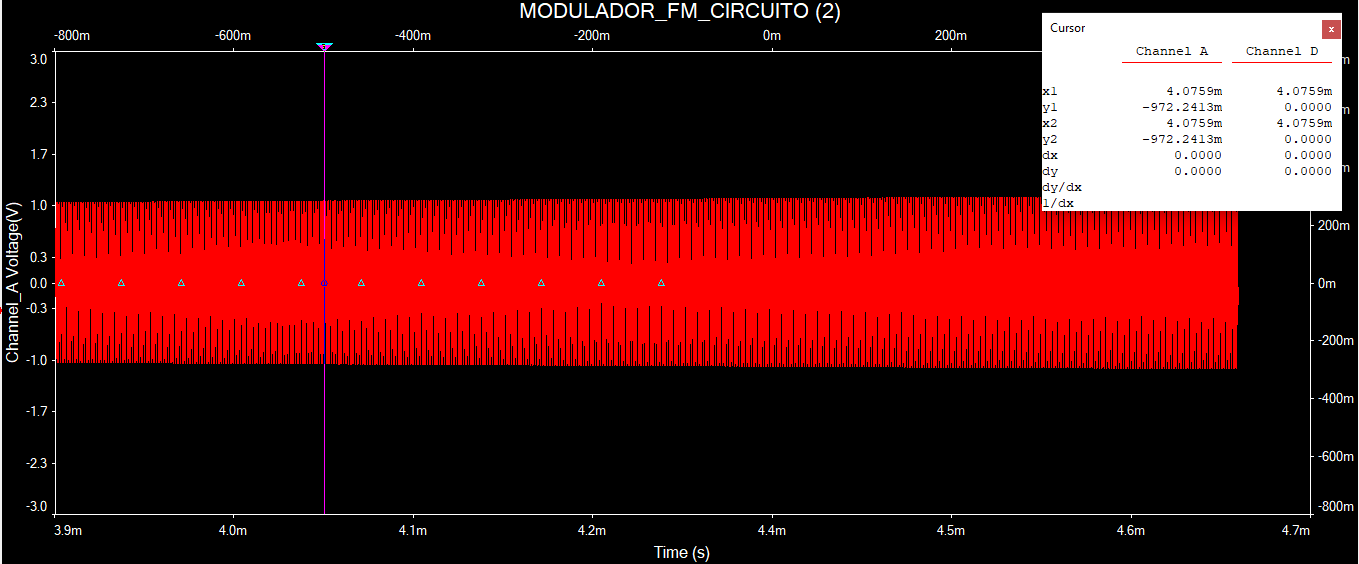 MODULADOR_FM_CIRCUITO (2)
-800m -600m -400m -200m 0m 200m
Cursor x
Channel A Channel D
x1 4.0759m 4.0759m
y1 -972.2413m 0.0000
x2 4.0759m 4.0759m
y2 -972.2413m 0.0000
dx 0.0000 0.0000
dy 0.0000 0.0000
dy/dx
1/dx
Channel_A Voltage(V)
3.0
2.3
1.7
1.0
0.3
0.0
-0.3
-1.0
-1.7
-2.3
-3.0
m
m
m
200m
0m
-200m
-400m
-600m
-800m
3.9m 4.0m 4.1m 4.2m 4.4m 4.5m 4.6m 4.7m
Time (s)